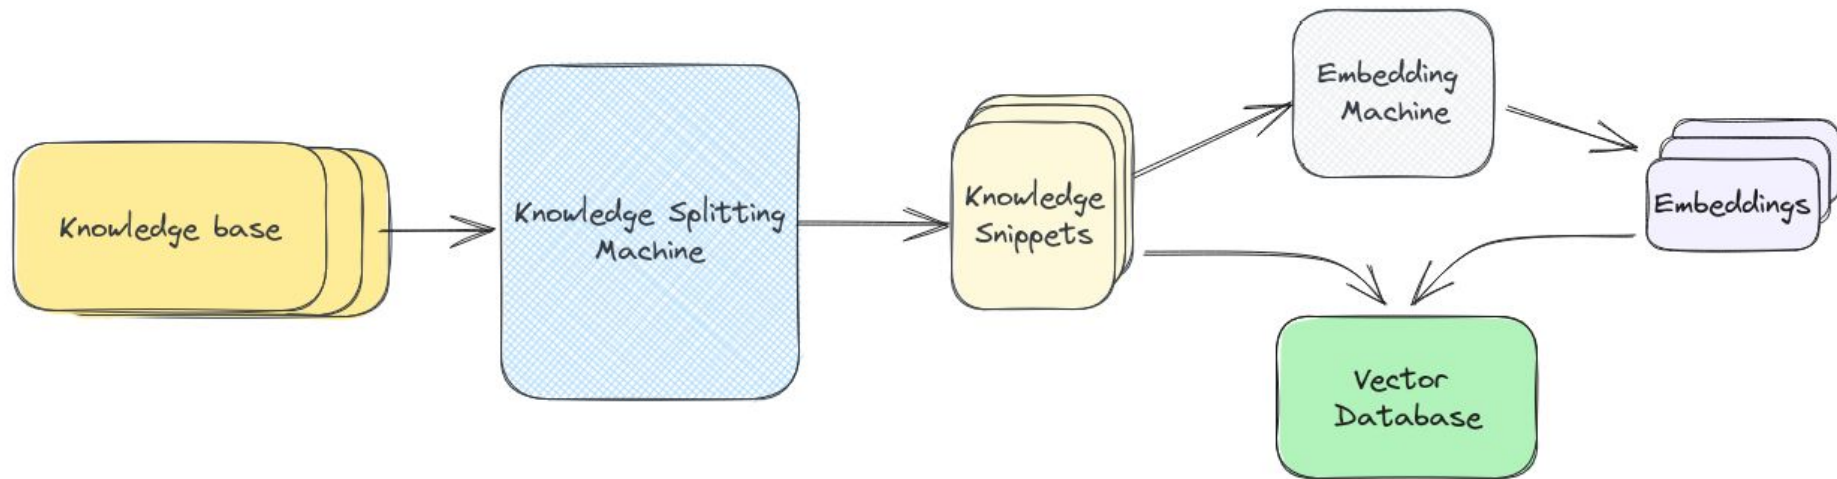 Knowledge base
Knowledge Splitting
Machine
Knowledge
Snippets
Embedding
Machine
Embeddings
Vector
Database